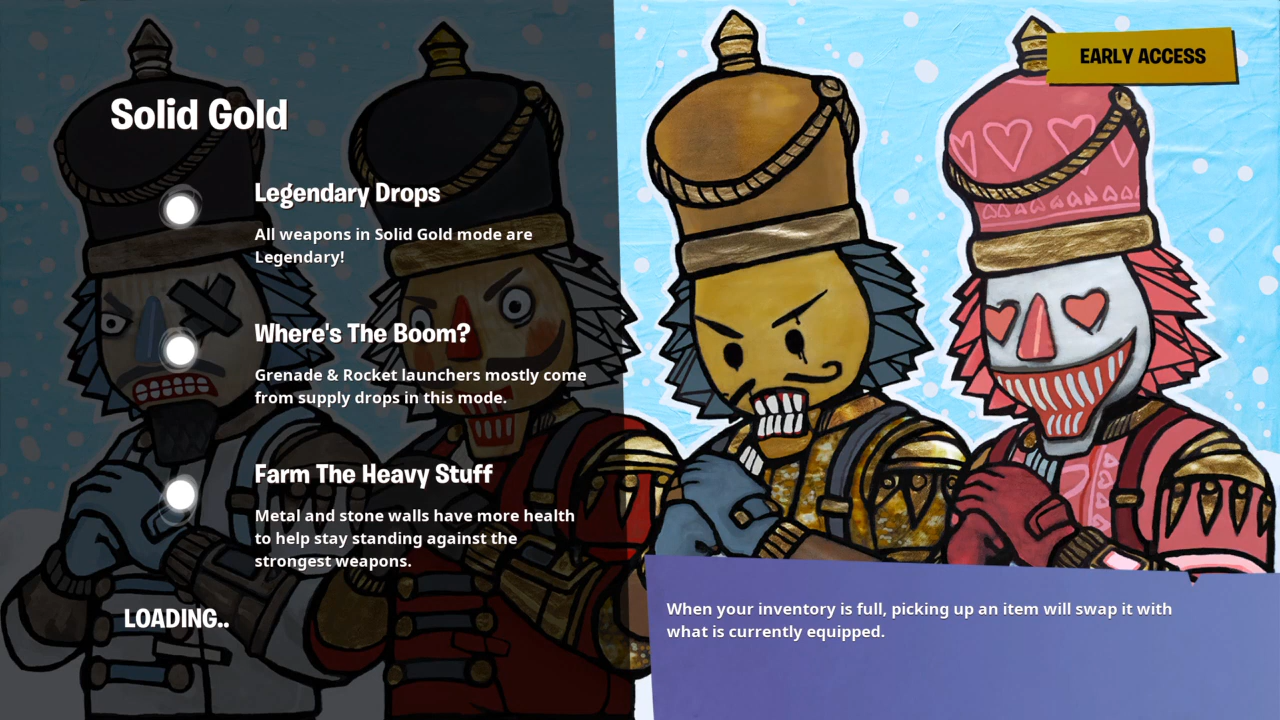 EARLY ACCESS
Solid Gold
Legendary Drops
All weapons in Solid Gold mode are
Legendary!
Where's The Boom?
Grenade & Rocket launchers mostly come
from supply drops in this mode.
Farm The Heavy Stuff
Metal and stone walls have more health
to help stay standing against the
strongest weapons.
LOADING..
When your inventory is full, picking up an item will swap it with
what is currently equipped.